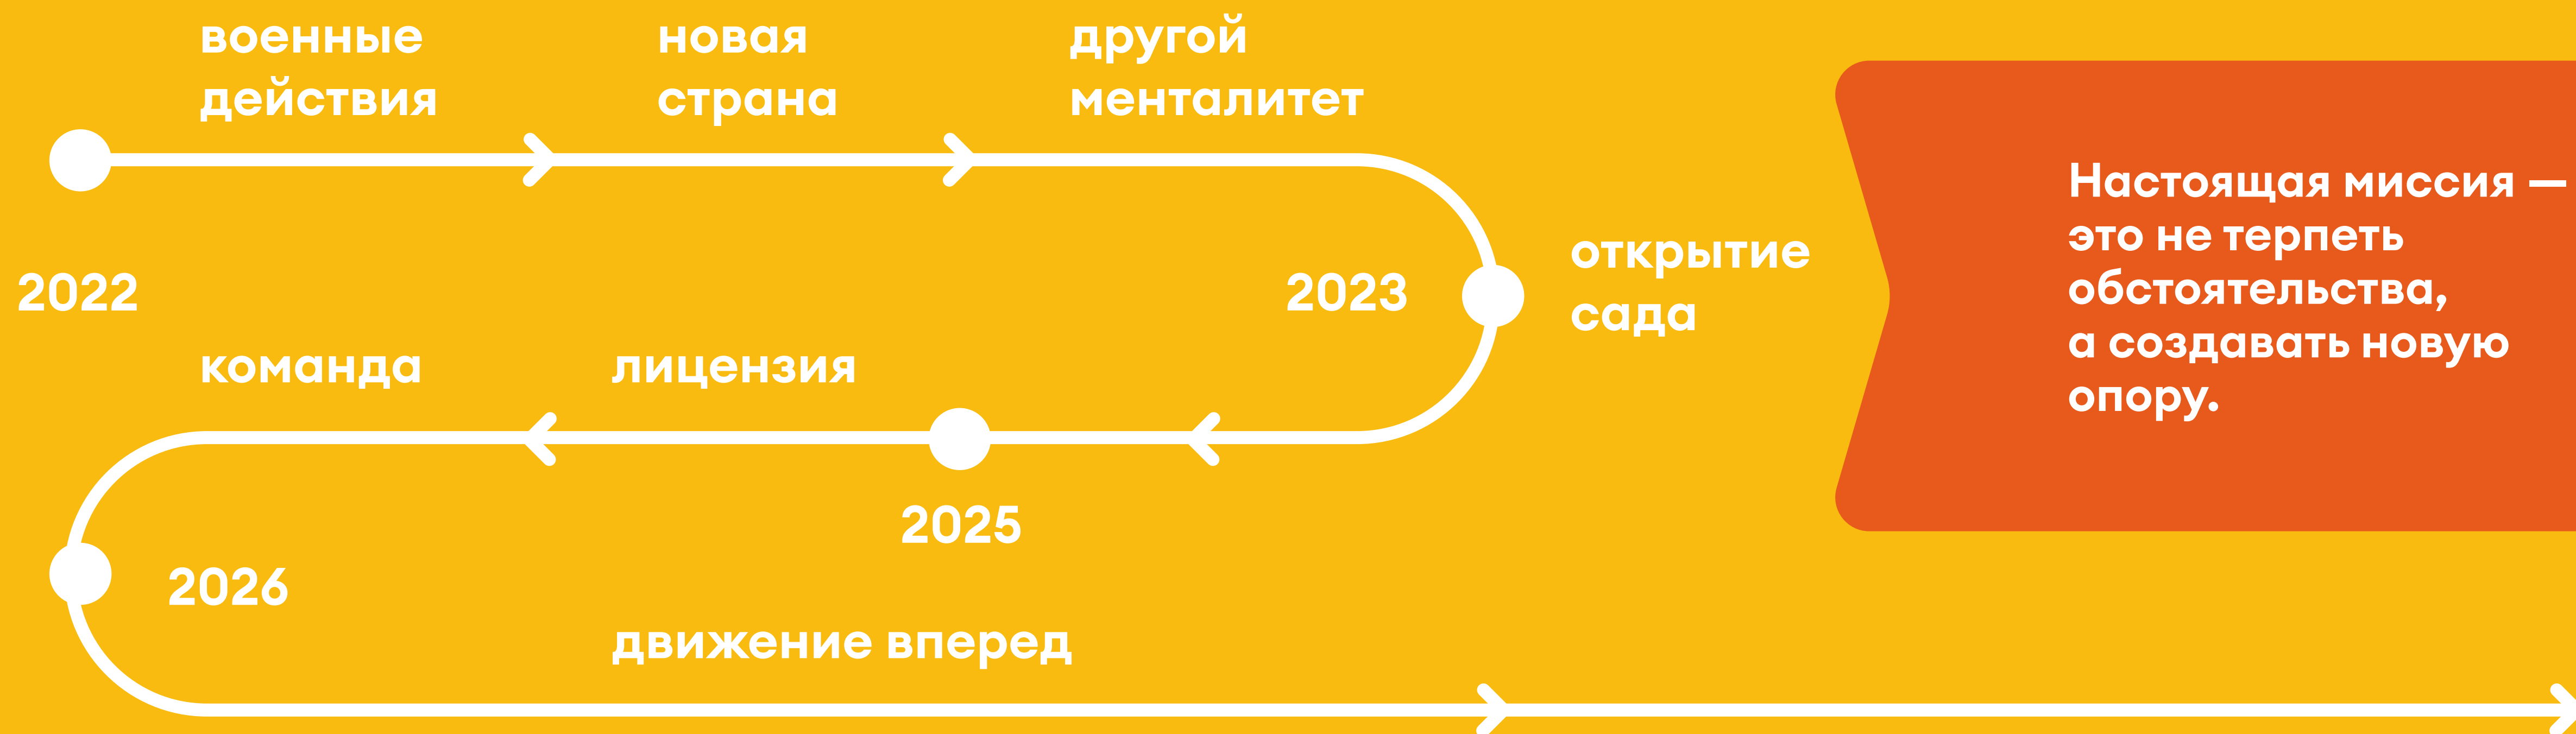 военные
действия
новая
страна
другой
менталитет
2022
2023
открытие
сада
команда
лицензия
2025
2026
движение вперед
Настоящая миссия —
это не терпеть
обстоятельства,
а создавать новую
опору.